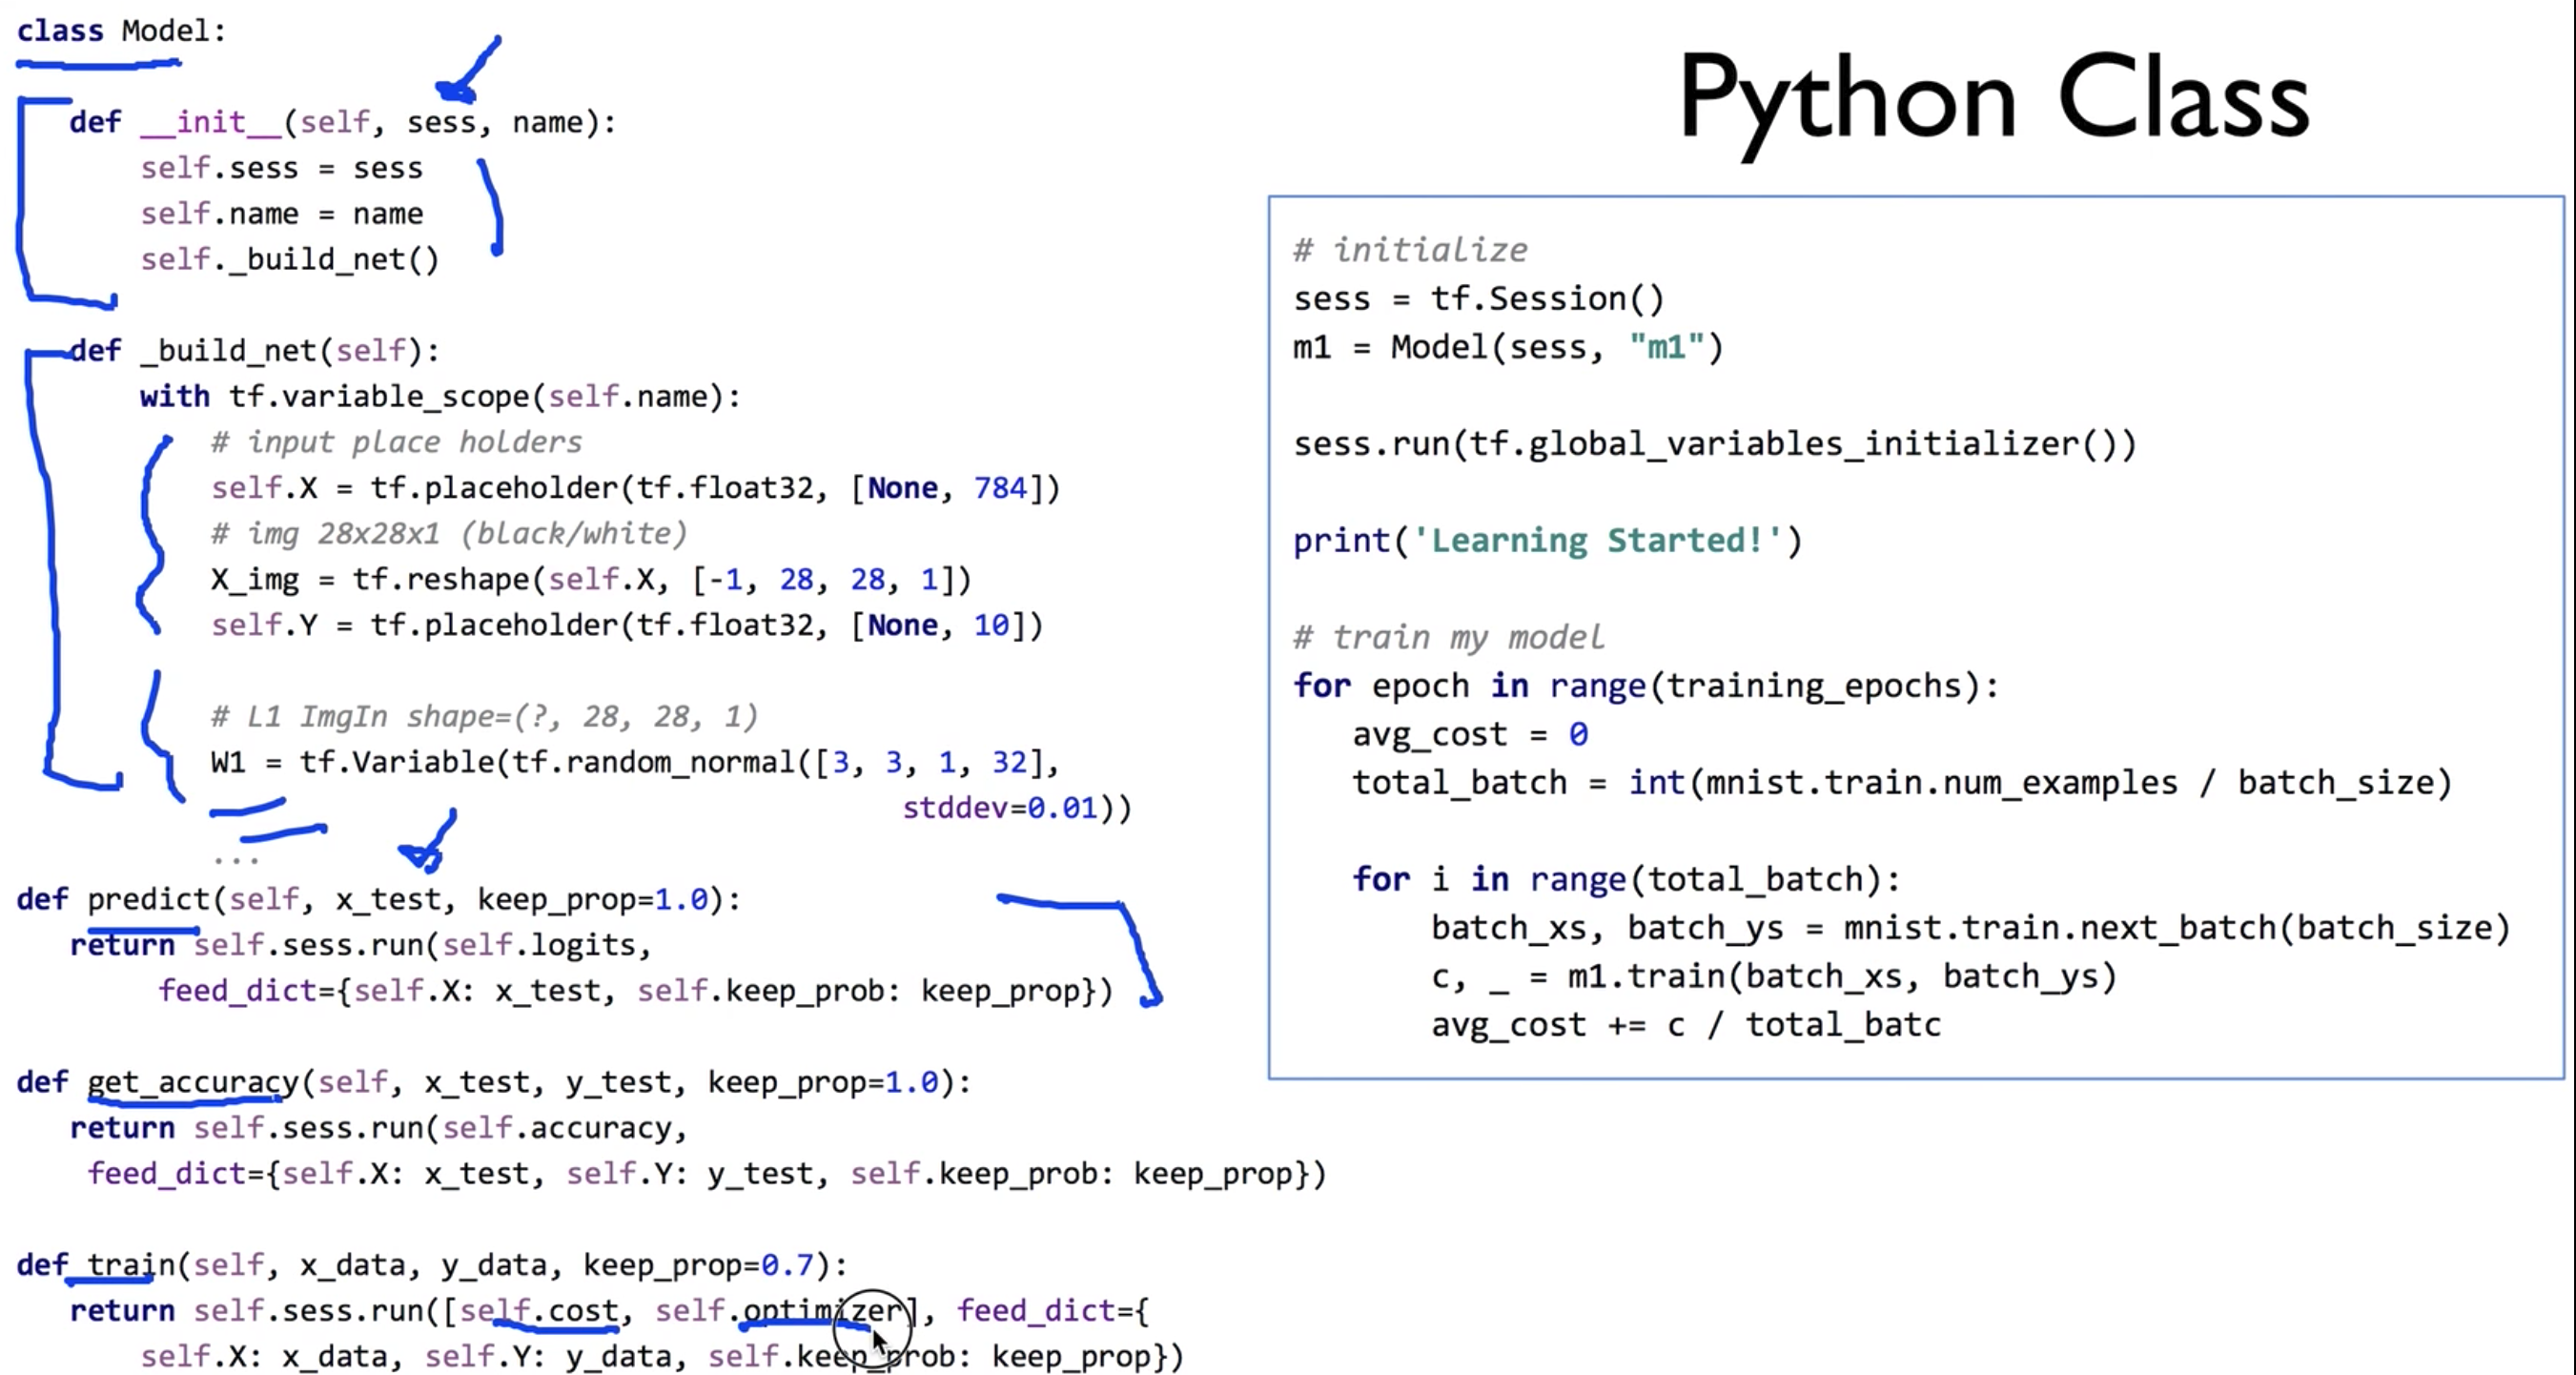 class Model:
def __init__(self, sess, name):
self.sess = sess
self.name = name
self._build_net()
def _build_net(self):
with tf.variable_scope(self.name):
# input place holders
self.X = tf.placeholder(tf.float32, [None, 784])
# img 28x28x1 (black/white)
X_img = tf.reshape(self.X, [-1, 28, 28, 1])
self.Y = tf.placeholder(tf.float32, [None, 10])
# L1 ImgIn shape=(?, 28, 28, 1)
W1 = tf.Variable(tf.random_normal([3, 3, 1, 32],
stddev=0.01))
...
def predict(self, x_test, keep_prop=1.0):
return self.sess.run(self.logits,
feed_dict={self.X: x_test, self.keep_prob: keep_prop})
def get_accuracy(self, x_test, y_test, keep_prop=1.0):
return self.sess.run(self.accuracy,
feed_dict={self.X: x_test, self.Y: y_test, self.keep_prob: keep_prop})
def train(self, x_data, y_data, keep_prop=0.7):
return self.sess.run([self.cost, self.optimizer], feed_dict={
self.X: x_data, self.Y: y_data, self.keep_prob: keep_prop})
Python Class
# initialize
sess = tf.Session()
m1 = Model(sess, "m1")
sess.run(tf.global_variables_initializer())
print('Learning Started!')
# train my model
for epoch in range(training_epochs):
avg_cost = 0
total_batch = int(mnist.train.num_examples / batch_size)
for i in range(total_batch):
batch_xs, batch_ys = mnist.train.next_batch(batch_size)
c, _ = m1.train(batch_xs, batch_ys)
avg_cost += c / total_batc